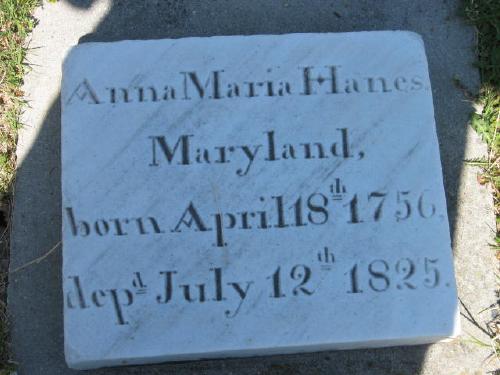 Anna Maria Hanes.
Maryland,
born April 18th 1756,
depd July 12th 1825.